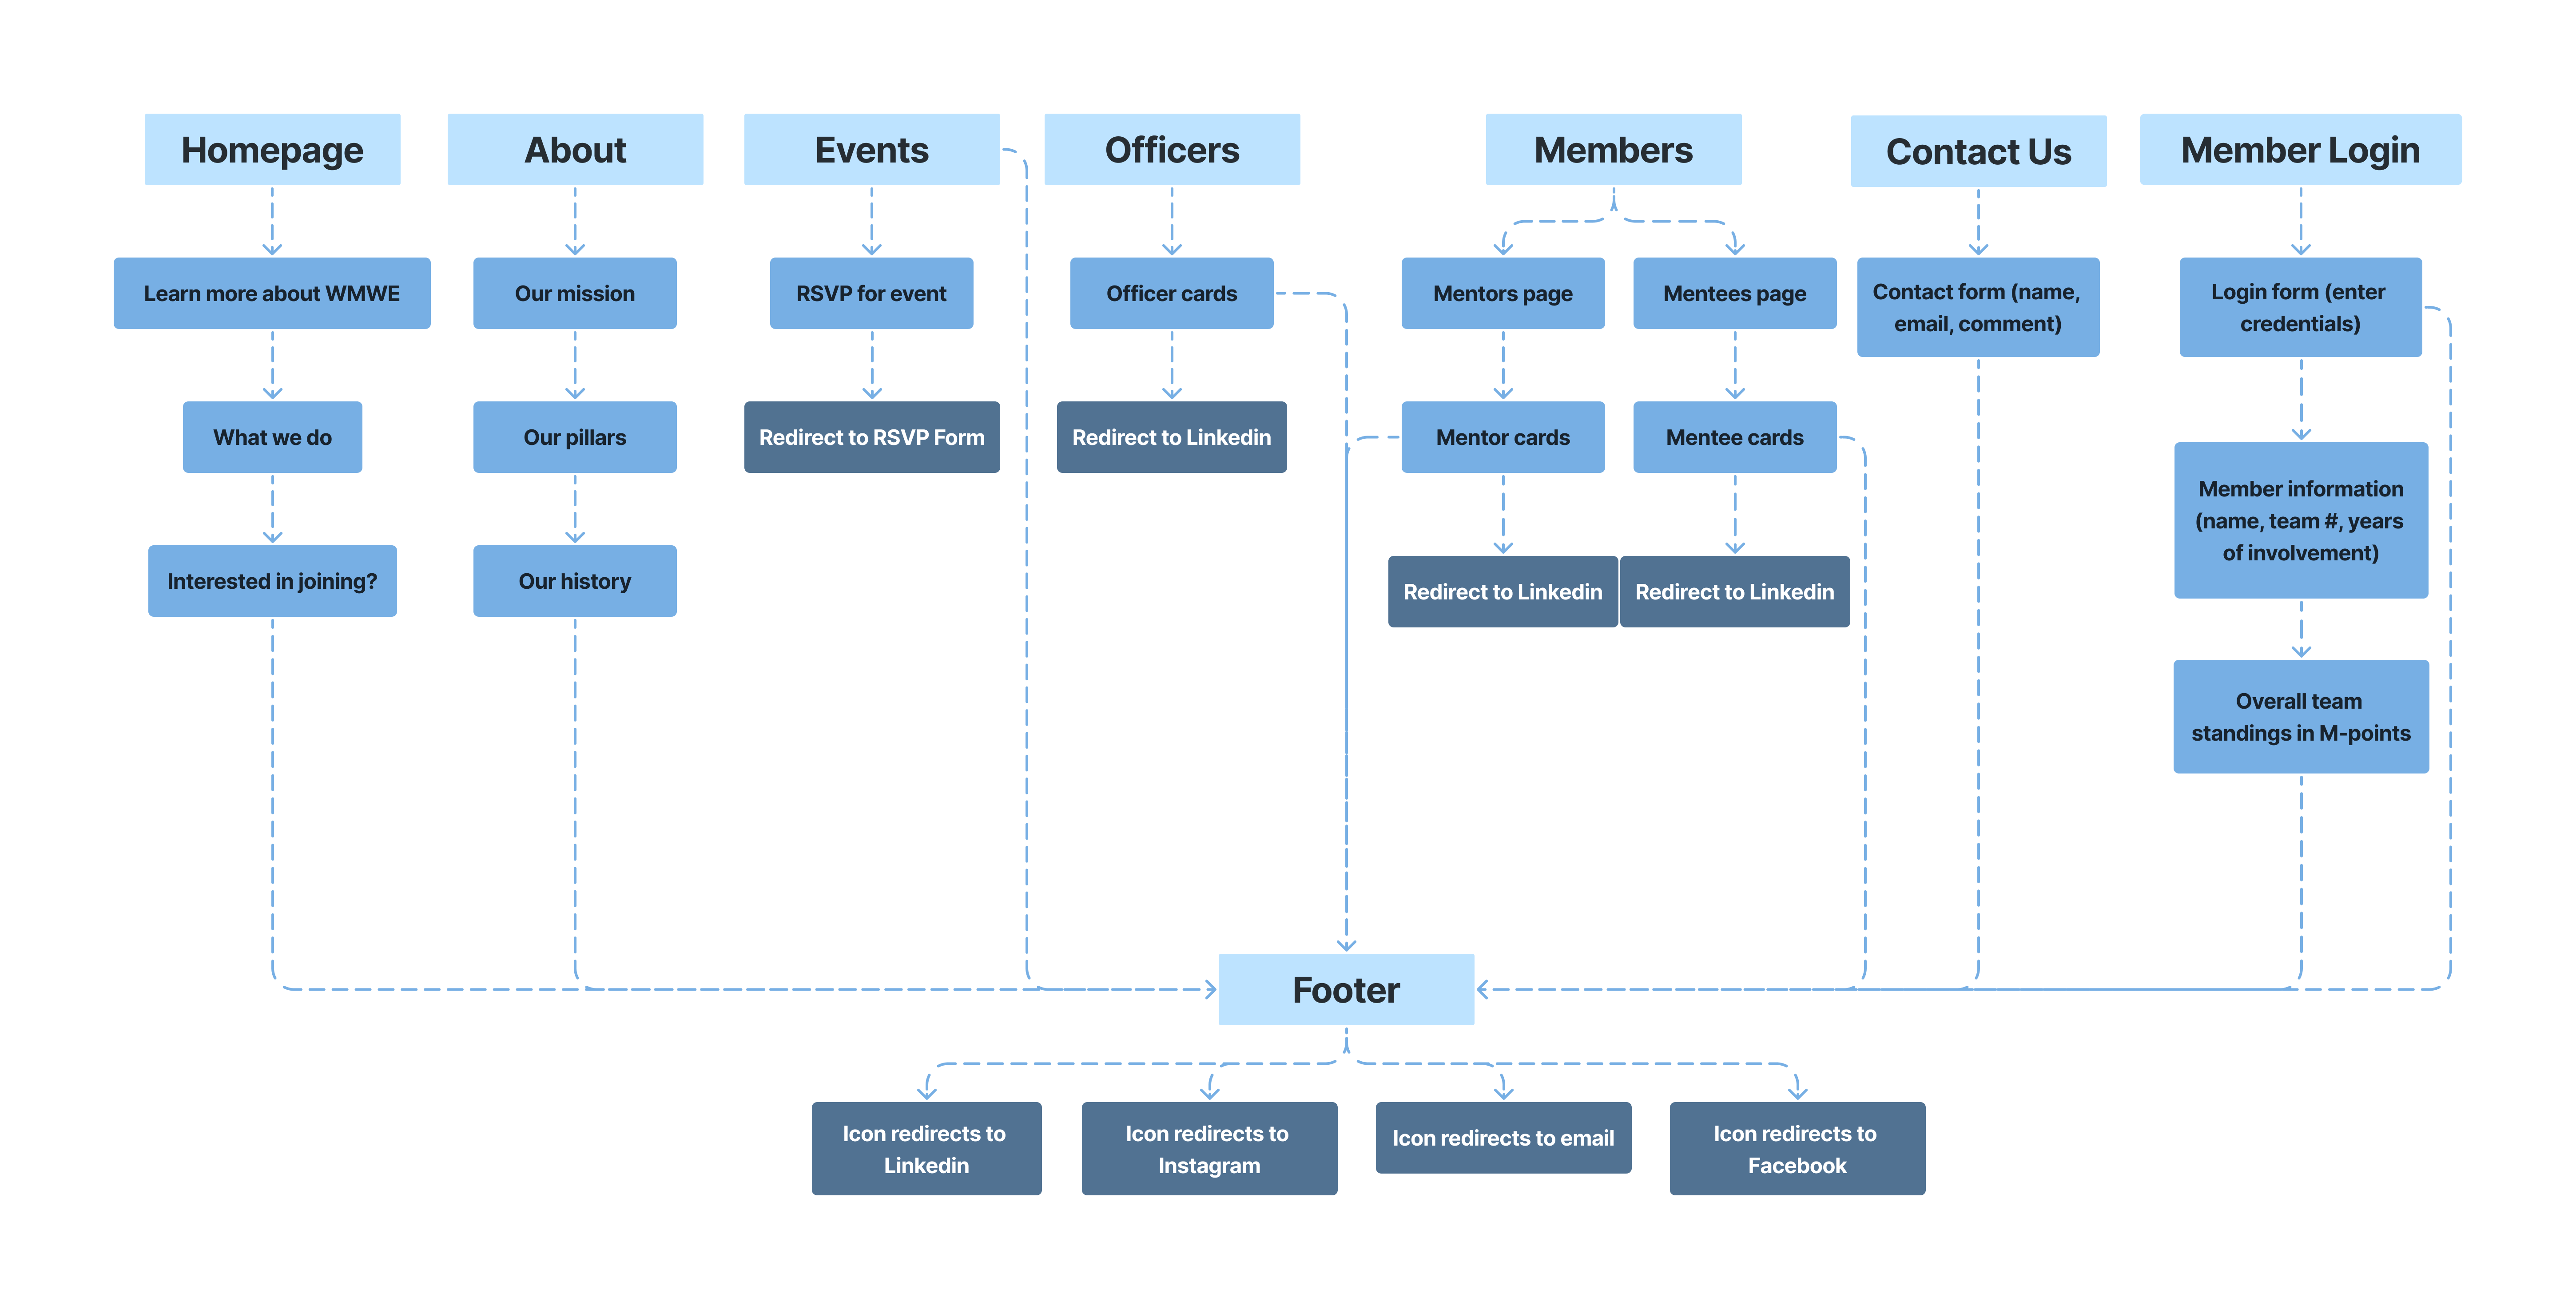 Homepage
About
Events
Officers
Members
Contact Us
Member Login
Learn more about WMWE
Our mission
RSVP for event
Officer cards
Mentors page
Mentees page
Contact form (name,
email, comment)
Login form (enter
credentials)
What we do
Our pillars
Redirect to RSVP Form
Redirect to Linkedin
Mentor cards
Mentee cards
Member information
(name, team #, years
of involvement)
Interested in joining?
Our history
Redirect to Linkedin
Redirect to Linkedin
Overall team
standings in M-points
Footer
Icon redirects to
Linkedin
Icon redirects to
Instagram
Icon redirects to email
Icon redirects to
Facebook